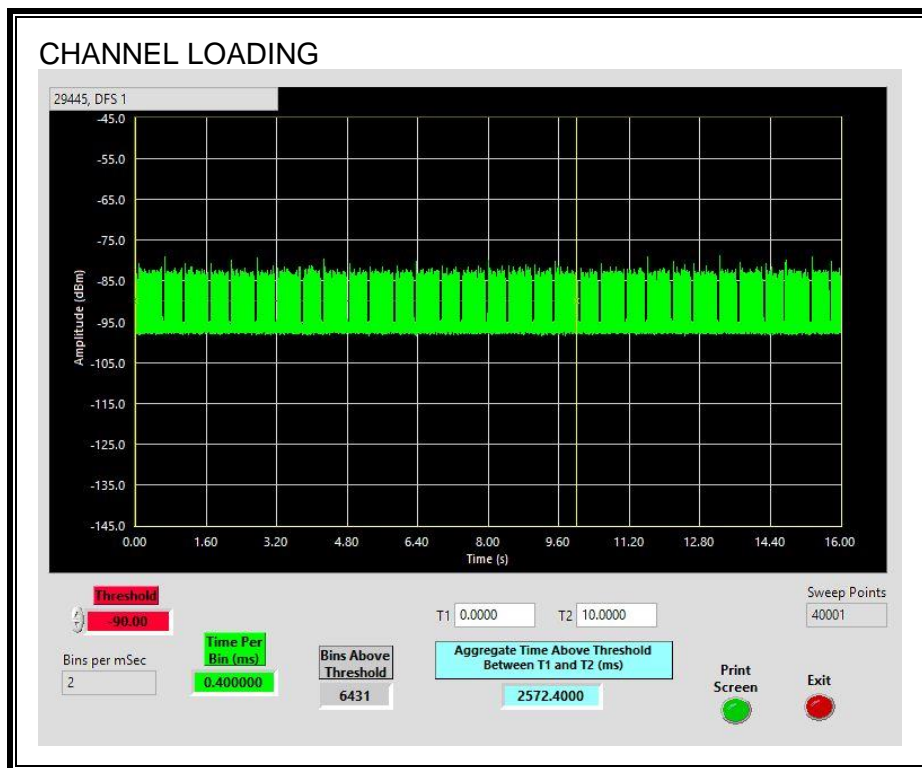 CHANNEL LOADING
29445, DFS 1
-45.0
-55.0
-65.0
-75.0
-85.0
-95.0
-105.0
-115.0
-125.0
-135.0
-145.0
Amplitude (dBm)
0.00 1.60 3.20 4.80 6.40 8.00 9.60 11.20 12.80 14.40 16.00
Time (s)
Threshold
-90.00
Bins per mSec
2
Time Per
Bin (ms)
0.400000
Bins Above
Threshold
6431
T1 0.0000 T2 10.0000
Aggregate Time Above Threshold
Between T1 and T2 (ms)
2572.4000
Sweep Points
40001
Print
Screen
Exit